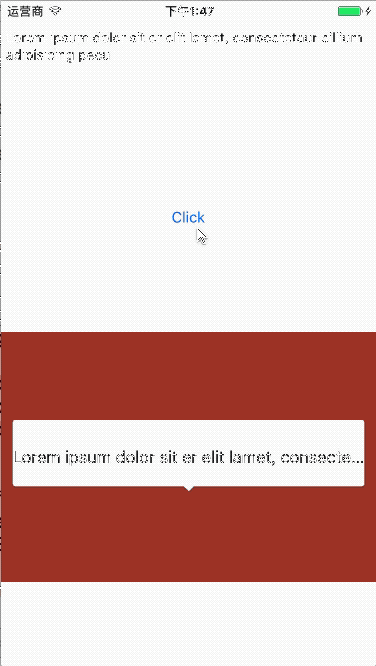 运营商 下午1:47
Lorem ipsum dolor sit er elit lamet, consectetaur cillium
adipisicing pecu
Click
Lorem ipsum dolor sit er elit lamet, consecte...